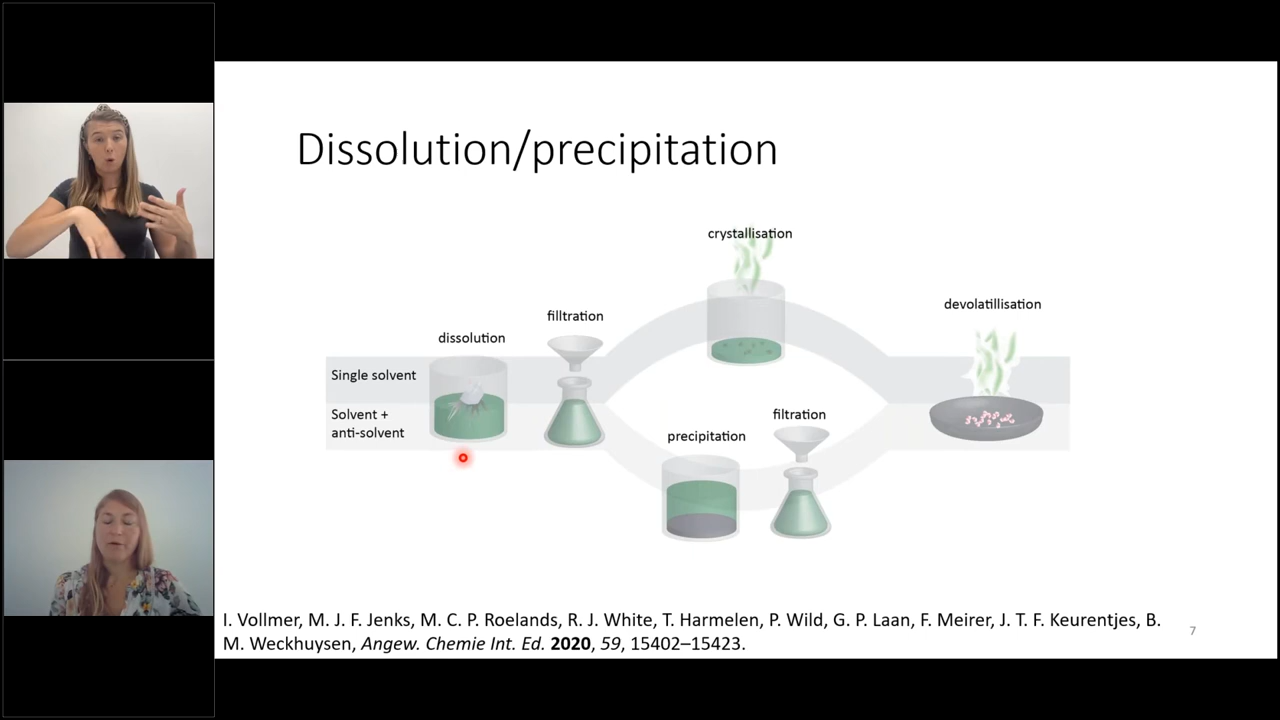 Dissolution/precipitation
crystallisation
devolatillisation
filltration
dissolution
Single solvent
Solvent +
anti-solvent
filtration
precipitation
I. Vollmer, M. J. F. Jenks, M. C. P. Roelands, R. J. White, T. Harmelen, P. Wild, G. P. Laan, F. Meirer, J. T. F. Keurentjes, B.
M. Weckhuysen, Angew. Chemie Int. Ed. 2020, 59, 15402–15423.
7